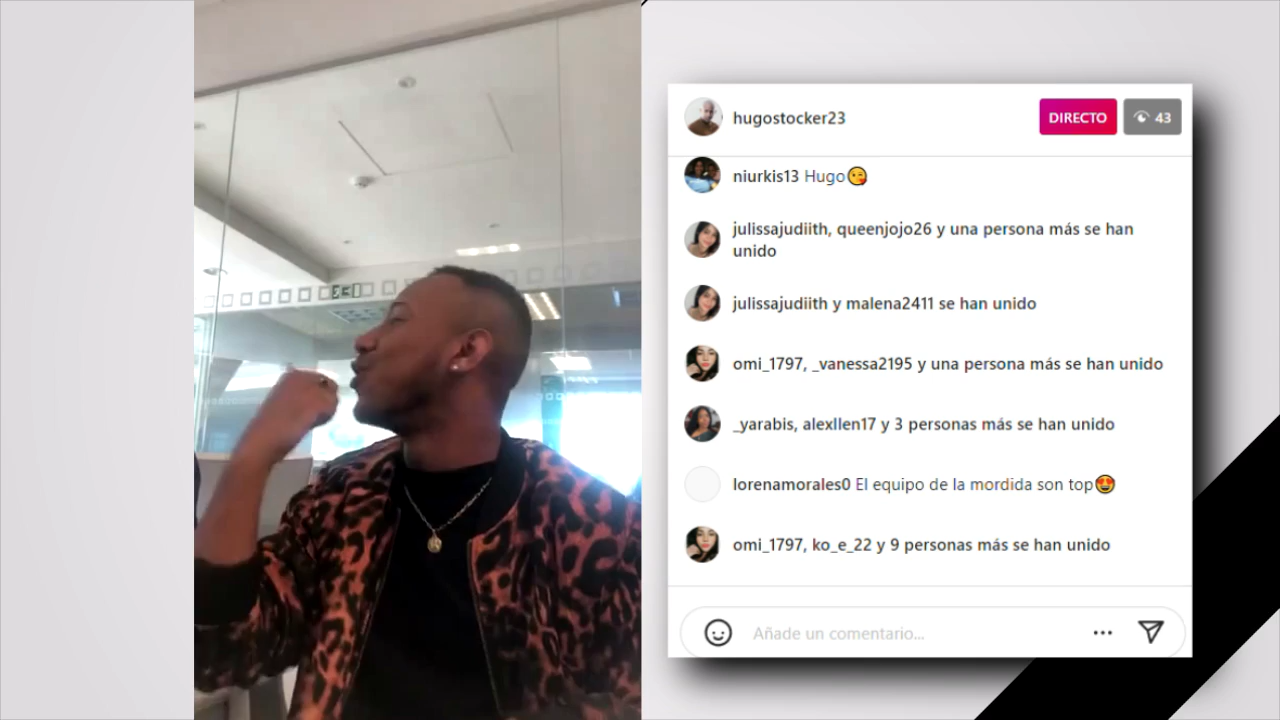 hugostocker23
DIRECTO
43
niurkis13 Hugo😘
julissajudiith, queenjojo26 y una persona más se han
unido
julissajudiith y malena2411 se han unido
omi_1797, _vanessa2195 y una persona más se han unido
_yarabis, alexllen17 y 3 personas más se han unido
lorenamorales0 El equipo de la mordida son top😍
omi_1797, ko_e_22 y 9 personas más se han unido
Añade un comentario...